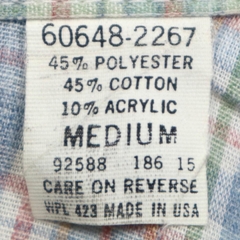 60648-2267
45% POLYESTER
45% COTTON
10% ACRYLIC
MEDIUM
92588 186 15
CARE ON REVERSE
WPL 423 MADE IN USA